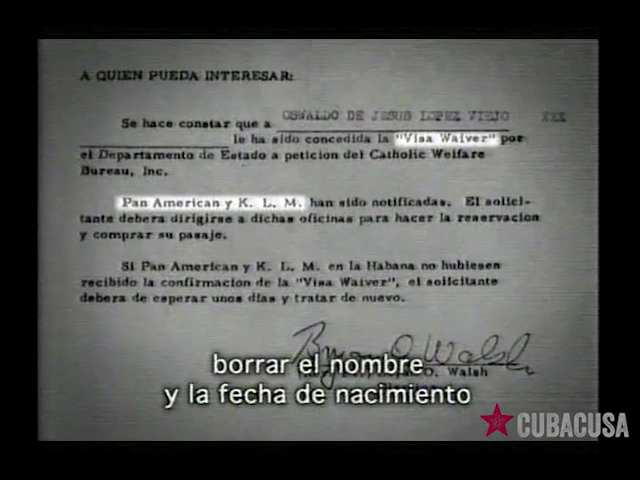 A QUIEN PUEDA INTERESAR:
OSWALDO DE JESUS LOPEZ VIEJO XXX
Se hace constar que a
le ha sido concedida la "Visa Waiver" por
el Departamento de Estado a peticion del Catholic Welfare
Bureau, Inc.
Pan American y K. L. M. han sido notificadas. El solici-
tante debera dirigirse a dichas oficinas para hacer la reservacion
y comprar su pasaje.
Si Pan American y K. L. M. en la Habana no hubiesen
recibido la confirmacion de la "Visa Waiver", el solicitante
debera de esperar unos dias y tratar de nuevo.
Walsh
O. Walsh
borrar el nombre
y la fecha de nacimiento
CUBACUSA